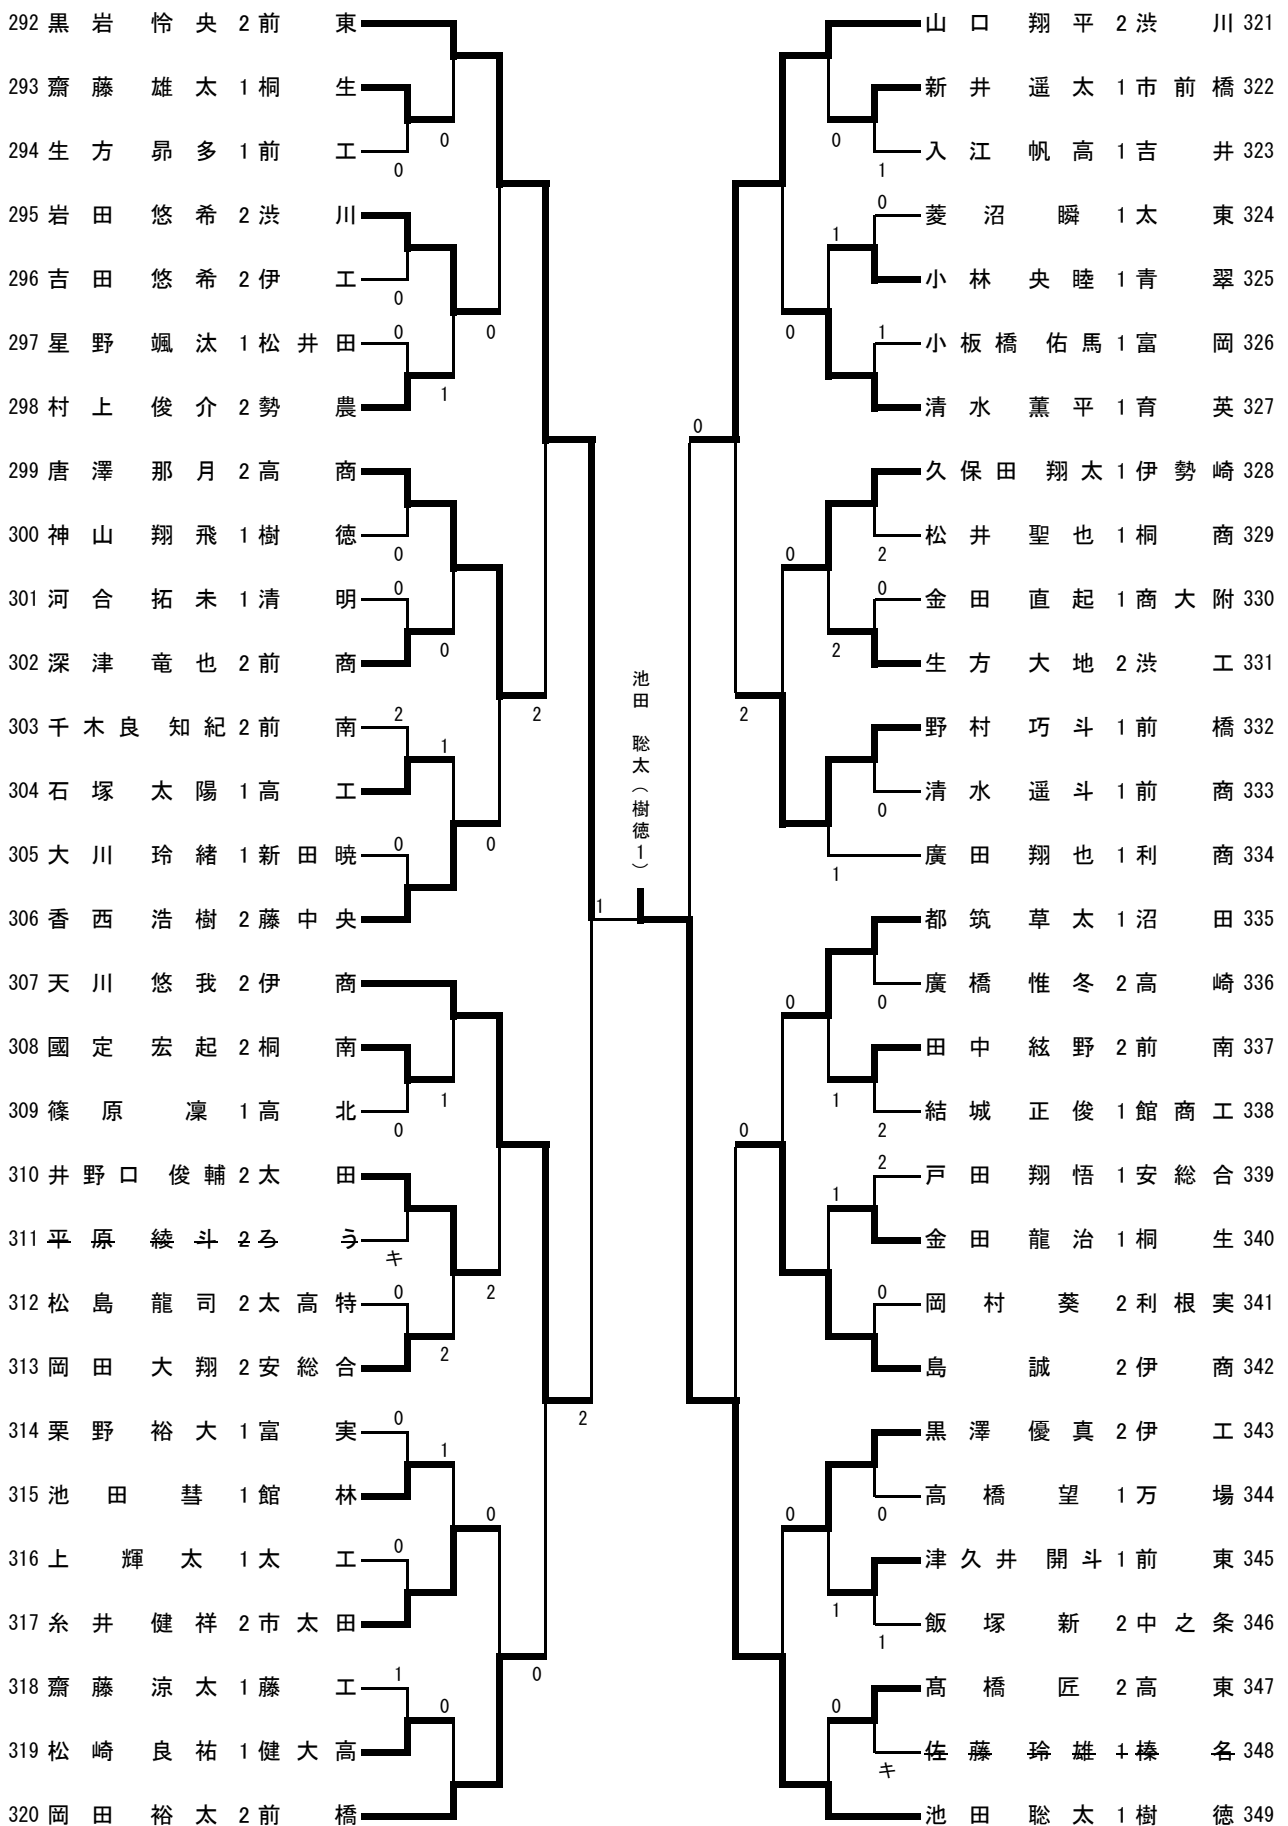 292 黒岩 怜央 2 前東
293 齋藤 雄太 1 桐生
0
294 生方 昴多 1 前工
0
295 岩田 悠希 2 渋川
296 吉田 悠希 2 伊工
0
297 星野 颯汰 1 松井田
0
0
298 村上 俊介 2 勢農
1
299 唐澤 那月 2 高商
300 神山 翔飛 1 樹徳
0
301 河合 拓未 1 清明
0
302 深津 竜也 2 前商
0
303 千木良 知紀 2 前南
2
2
304 石塚 太陽 1 高工
1
305 大川 玲緒 1 新田暁
0
0
306 香西 浩樹 2 藤中央
307 天川 悠我 2 伊商
308 國定 宏起 2 桐南
309 篠原 凜 1 高北
1
0
310 井野口 俊輔 2 太田
311 平原 綾斗 2 ろう
キ
312 松島 龍司 2 太高特
0
2
313 岡田 大翔 2 安総合
2
314 栗野 裕大 1 富実
0
2
315 池田 彗 1 館林
1
316 上 輝太 1 太工
0
0
317 糸井 健祥 2 市太田
318 齋藤 涼太 1 藤工
1
0
319 松崎 良祐 1 健大高
0
320 岡田 裕太 2 前橋
1
池田 聡太(樹徳1)
0
山口 翔平 2 渋川 321
新井 遥太 1 市前橋 322
0
入江 帆高 1 吉井 323
1
0
菱沼 瞬 1 太東 324
1
小林 央睦 1 青翠 325
0
1
小板橋 佑馬 1 富岡 326
清水 薫平 1 育英 327
久保田 翔太 1 伊勢崎 328
松井 聖也 1 桐商 329
2
0
0
金田 直起 1 商大附 330
2
生方 大地 2 渋工 331
2
野村 巧斗 1 前橋 332
清水 遥斗 1 前商 333
0
廣田 翔也 1 利商 334
1
都筑 草太 1 沼田 335
廣橋 惟冬 2 高崎 336
0
0
田中 絃野 2 前南 337
1
結城 正俊 1 館商工 338
2
0
2
戸田 翔悟 1 安総合 339
1
金田 龍治 1 桐生 340
0
岡村 葵 2 利根実 341
島 誠 2 伊商 342
黒澤 優真 2 伊工 343
高橋 望 1 万場 344
0
0
津久井 開斗 1 前東 345
1
飯塚 新 2 中之条 346
1
髙橋 匠 2 高東 347
0
佐藤 玲雄 1 榛名 348
キ
池田 聡太 1 樹徳 349